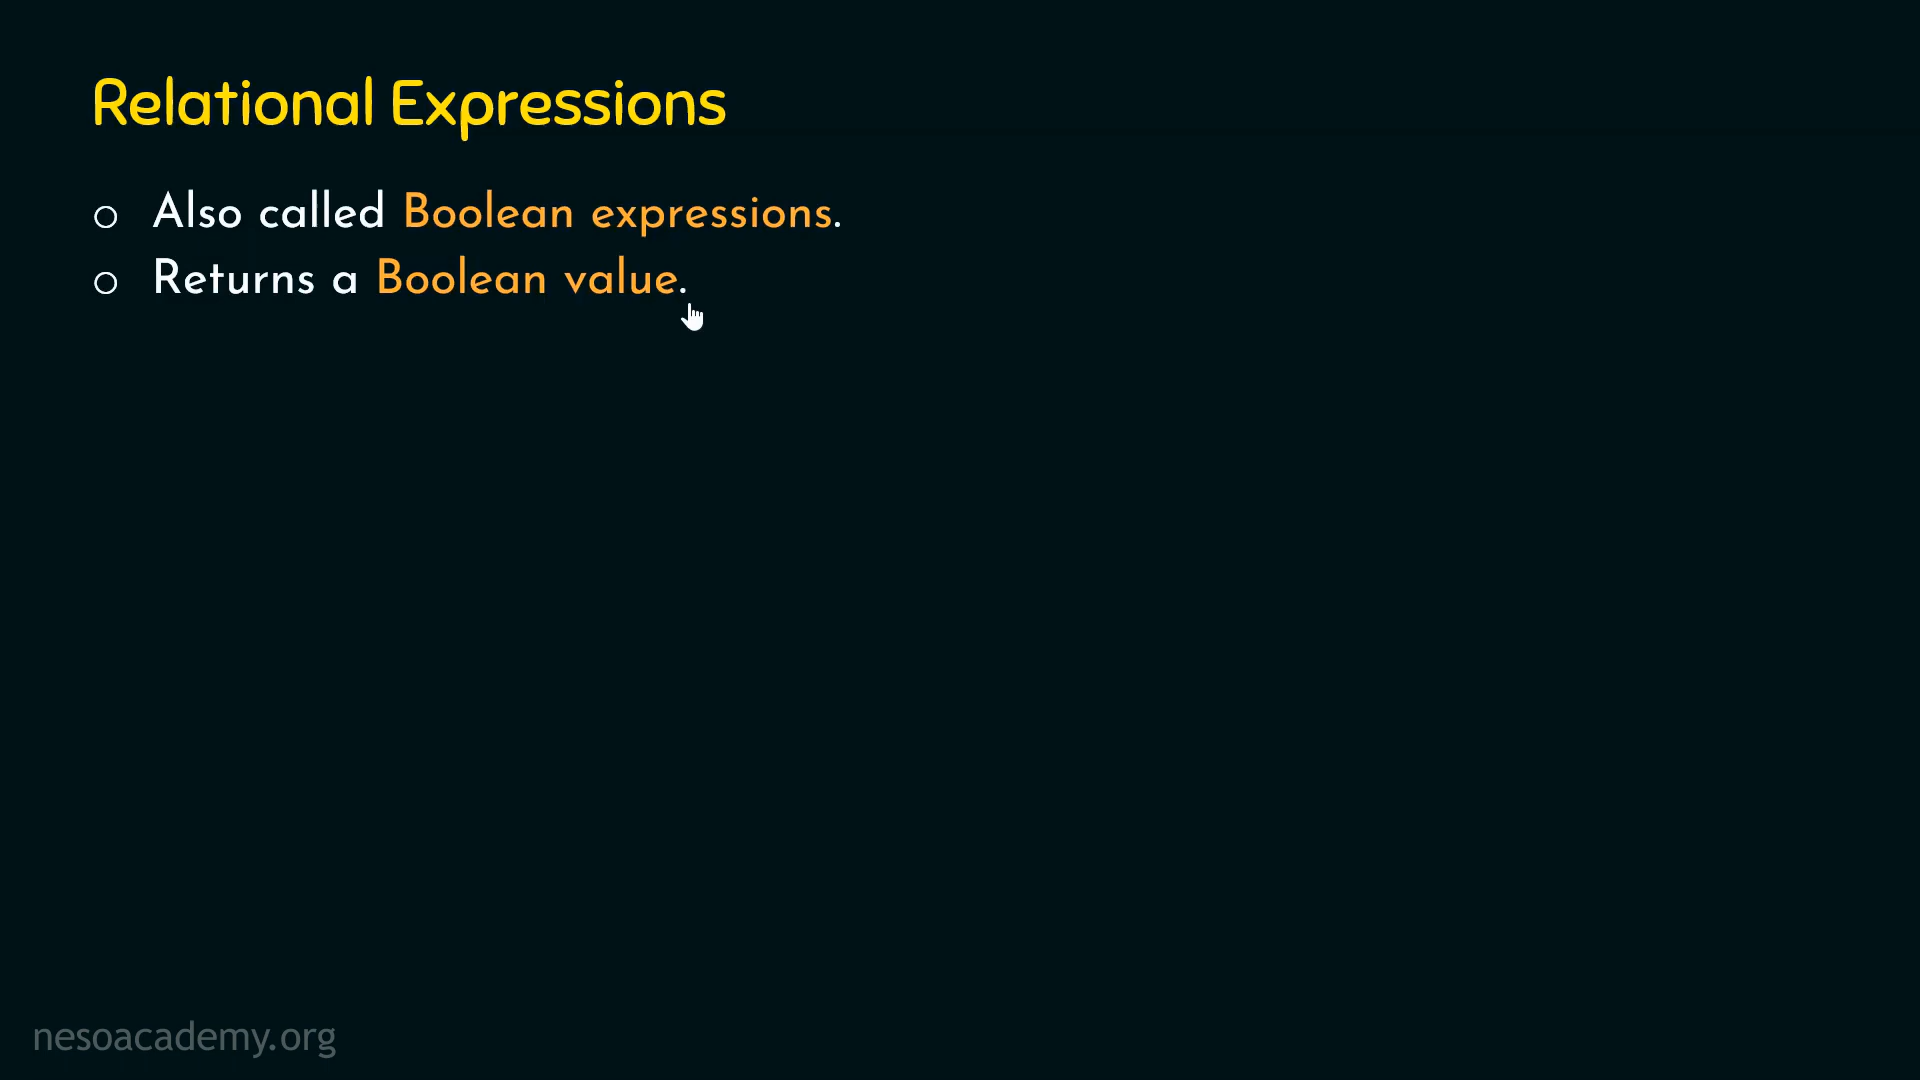 Relational Expressions
Also called Boolean expressions.
Returns a Boolean value.
nesoacademy.org